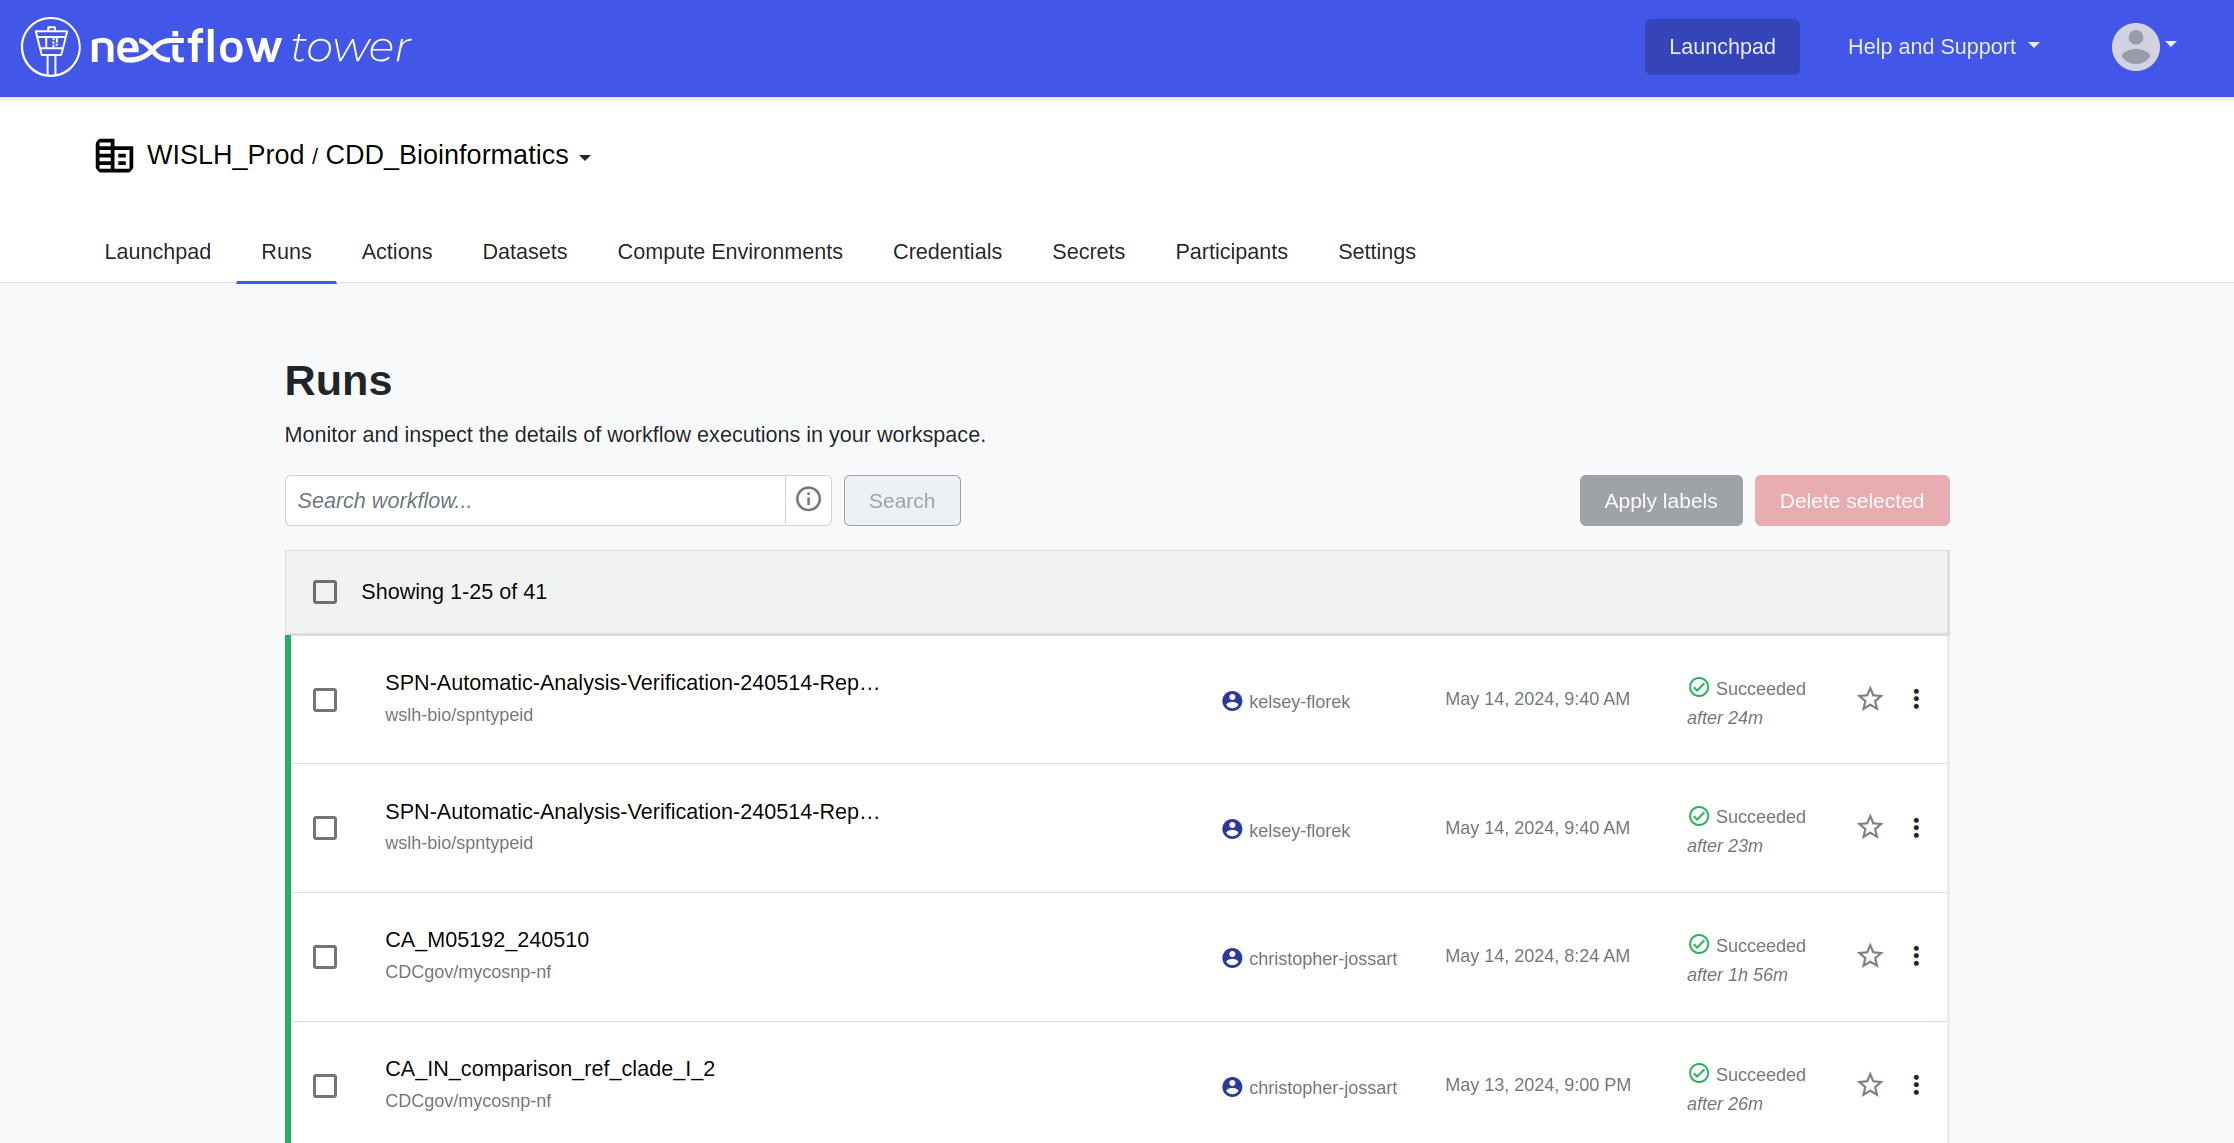 nextflow tower
Launchpad
Help and Support
WISLH_Prod / CDD_Bioinformatics
Launchpad Runs Actions Datasets Compute Environments Credentials Secrets Participants Settings
Runs
Monitor and inspect the details of workflow executions in your workspace.
Search workflow...
Search
Apply labels
Delete selected
Showing 1-25 of 41
SPN-Automatic-Analysis-Verification-240514-Rep…
wslh-bio/spntypeid
kelsey-florek
May 14, 2024, 9:40 AM
Succeeded
after 24m
SPN-Automatic-Analysis-Verification-240514-Rep…
wslh-bio/spntypeid
kelsey-florek
May 14, 2024, 9:40 AM
Succeeded
after 23m
CA_M05192_240510
CDCgov/mycosnp-nf
christopher-jossart
May 14, 2024, 8:24 AM
Succeeded
after 1h 56m
CA_IN_comparison_ref_clade_I_2
CDCgov/mycosnp-nf
christopher-jossart
May 13, 2024, 9:00 PM
Succeeded
after 26m